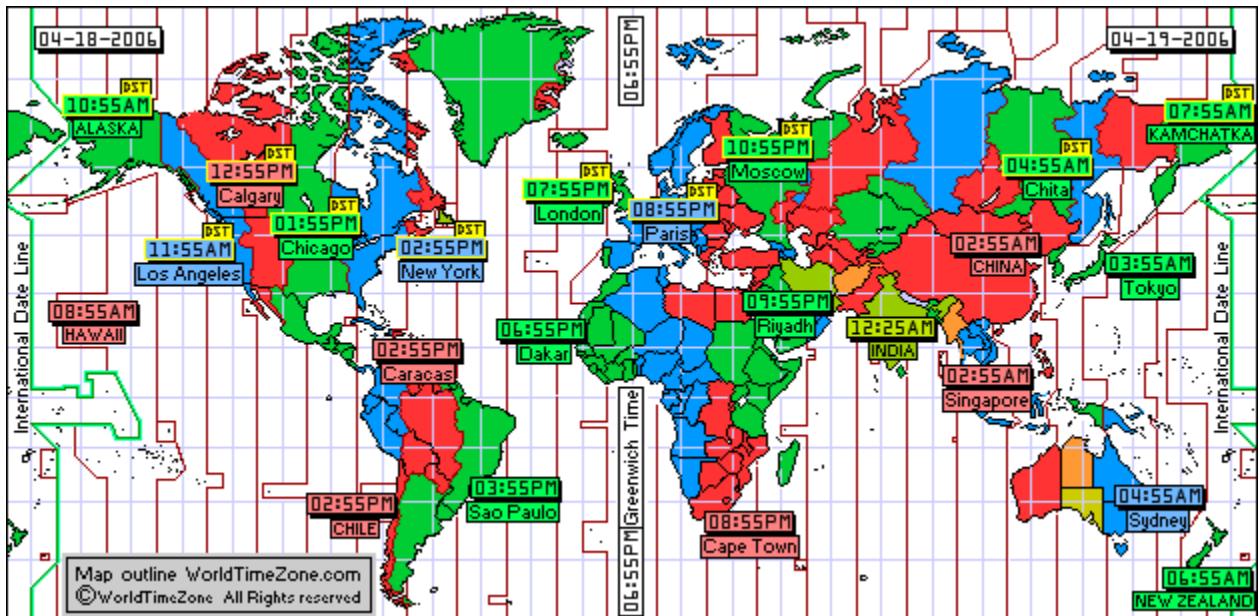 04-18-2006
06:55PM
04-19-2006
DST
10:55AM
ALASKA
DST
07:55AM
KAMCHATKA
DST
12:55PM
Calgary
DST
10:55PM
Moscow
DST
04:55AM
Chita
DST
07:55PM
London
DST
08:55PM
Paris
DST
01:55PM
Chicago
DST
11:55AM
Los Angeles
DST
02:55PM
New York
02:55AM
CHINA
03:55AM
Tokyo
International Date Line
08:55AM
HAWAII
06:55PM
Dakar
09:55PM
Riyadh
12:25AM
INDIA
International Date Line
02:55PM
Caracas
02:55AM
Singapore
Greenwich Time
02:55PM
CHILE
03:55PM
Sao Paulo
04:55AM
Sydney
08:55PM
Cape Town
06:55PM
06:55AM
NEW ZEALAND
Map outline WorldTimeZone.com
©WorldTimeZone All Rights reserved